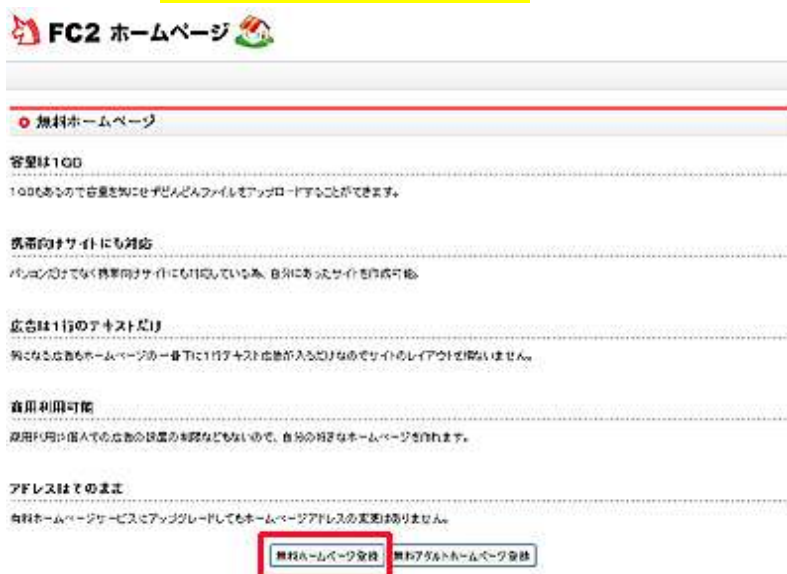 FC2 ホームページ
無料ホームページ
容量は1GB
1GBもあるので容量を気にせずどんどんファイルをアップロードすることができます。
携帯向けサイトにも対応
パソコンだけでなく携帯向けサイトにも対応している為、自分にあったサイトを作成可能。
広告は1行のテキストだけ
気になる広告もホームページの一番下に1行テキスト広告が入るだけなのでサイトのレイアウトを損ないません。
商用利用可能
商用利用や個人での広告の設置の制限などもないので、自分の好きなホームページを作れます。
アドレスはそのまま
有料ホームページサービスにアップグレードしてもホームページアドレスの変更はありません。
無料ホームページ登録 無料アダルトホームページ登録